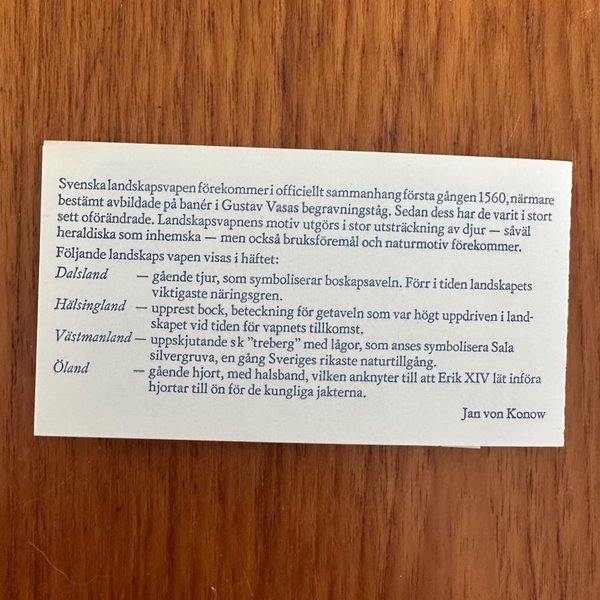 Svenska landskapsvapen förekommer i officiellt sammanhang första gången 1560, närmare
bestämt avbildade på banér i Gustav Vasas begravningståg. Sedan dess har de varit i stort
sett oförändrade. Landskapsvapnens motiv utgörs i stor utsträckning av djur — såväl
heraldiska som inhemska — men också bruksföremål och naturmotiv förekommer.
Följande landskaps vapen visas i häftet:
Dalsland — gående tjur, som symboliserar boskapsaveln. Förr i tiden landskapets
viktigaste näringsgren.
Hälsingland — upprest bock, beteckning för getaveln som var högt uppdriven i land-
skapet vid tiden för vapnets tillkomst.
Västmanland — uppskjutande s k ”treberg” med lågor, som anses symbolisera Sala
silvergruva, en gång Sveriges rikaste naturtillgång.
Öland — gående hjort, med halsband, vilken anknyter till att Erik XIV lät införa
hjortar till ön för de kungliga jakterna.
Jan von Konow